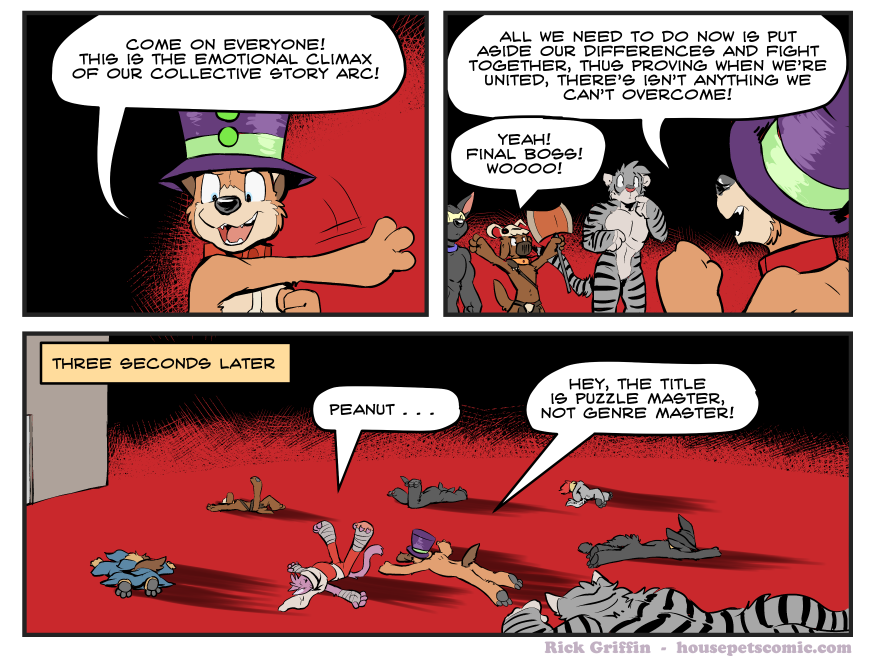 COME ON EVERYONE!
THIS IS THE EMOTIONAL CLIMAX
OF OUR COLLECTIVE STORY ARC!
ALL WE NEED TO DO NOW IS PUT
ASIDE OUR DIFFERENCES AND FIGHT
TOGETHER, THUS PROVING WHEN WE'RE
UNITED, THERE'S ISN'T ANYTHING WE
CAN'T OVERCOME!
YEAH!
FINAL BOSS!
WOOOO!
THREE SECONDS LATER
PEANUT . . .
HEY, THE TITLE
IS PUZZLE MASTER,
NOT GENRE MASTER!
Rick Griffin - housepetscomic.com